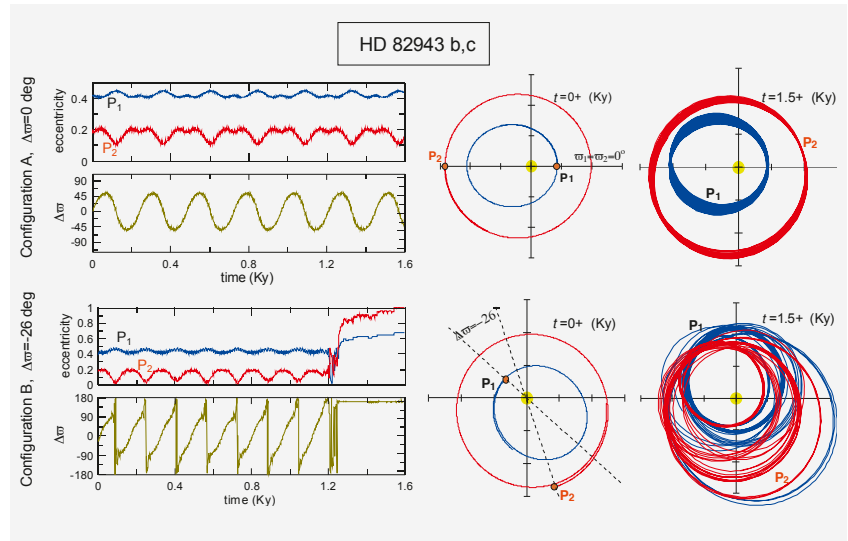 HD 82943 b,c
Configuration A, Δϖ=0 deg
eccentricity
0.4
0.2
0
P1
P2
Δϖ
90
45
0
-45
-90
0 0.4 0.8 1.2 1.6
time (Ky)
t=0+ (Ky)
P2
ϖ1=ϖ2=0°
P1
t=1.5+ (Ky)
P2
P1
Configuration B, Δϖ=-26 deg
eccentricity
1
0.8
0.6
0.4
0.2
0
P1
P2
Δϖ
180
90
0
-90
-180
0 0.4 0.8 1.2 1.6
time (Ky)
t=0+ (Ky)
Δϖ=-26
P1
P2
t=1.5+ (Ky)
P1
P2